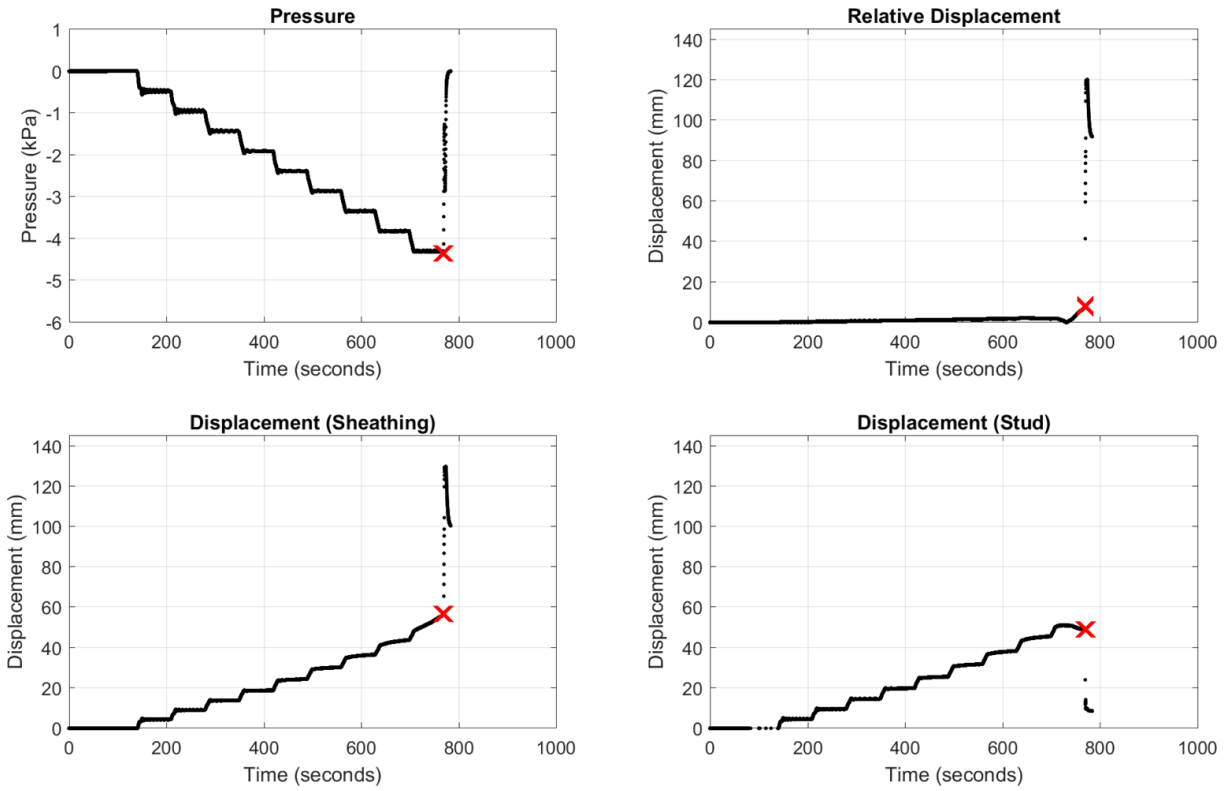 Pressure
1
0
-1
-2
-3
-4
-5
-6
Pressure (kPa)
0 200 400 600 800 1000
Time (seconds)
Relative Displacement
140
120
100
80
60
40
20
0
Displacement (mm)
0 200 400 600 800 1000
Time (seconds)
Displacement (Sheathing)
140
120
100
80
60
40
20
0
Displacement (mm)
0 200 400 600 800 1000
Time (seconds)
Displacement (Stud)
140
120
100
80
60
40
20
0
Displacement (mm)
0 200 400 600 800 1000
Time (seconds)